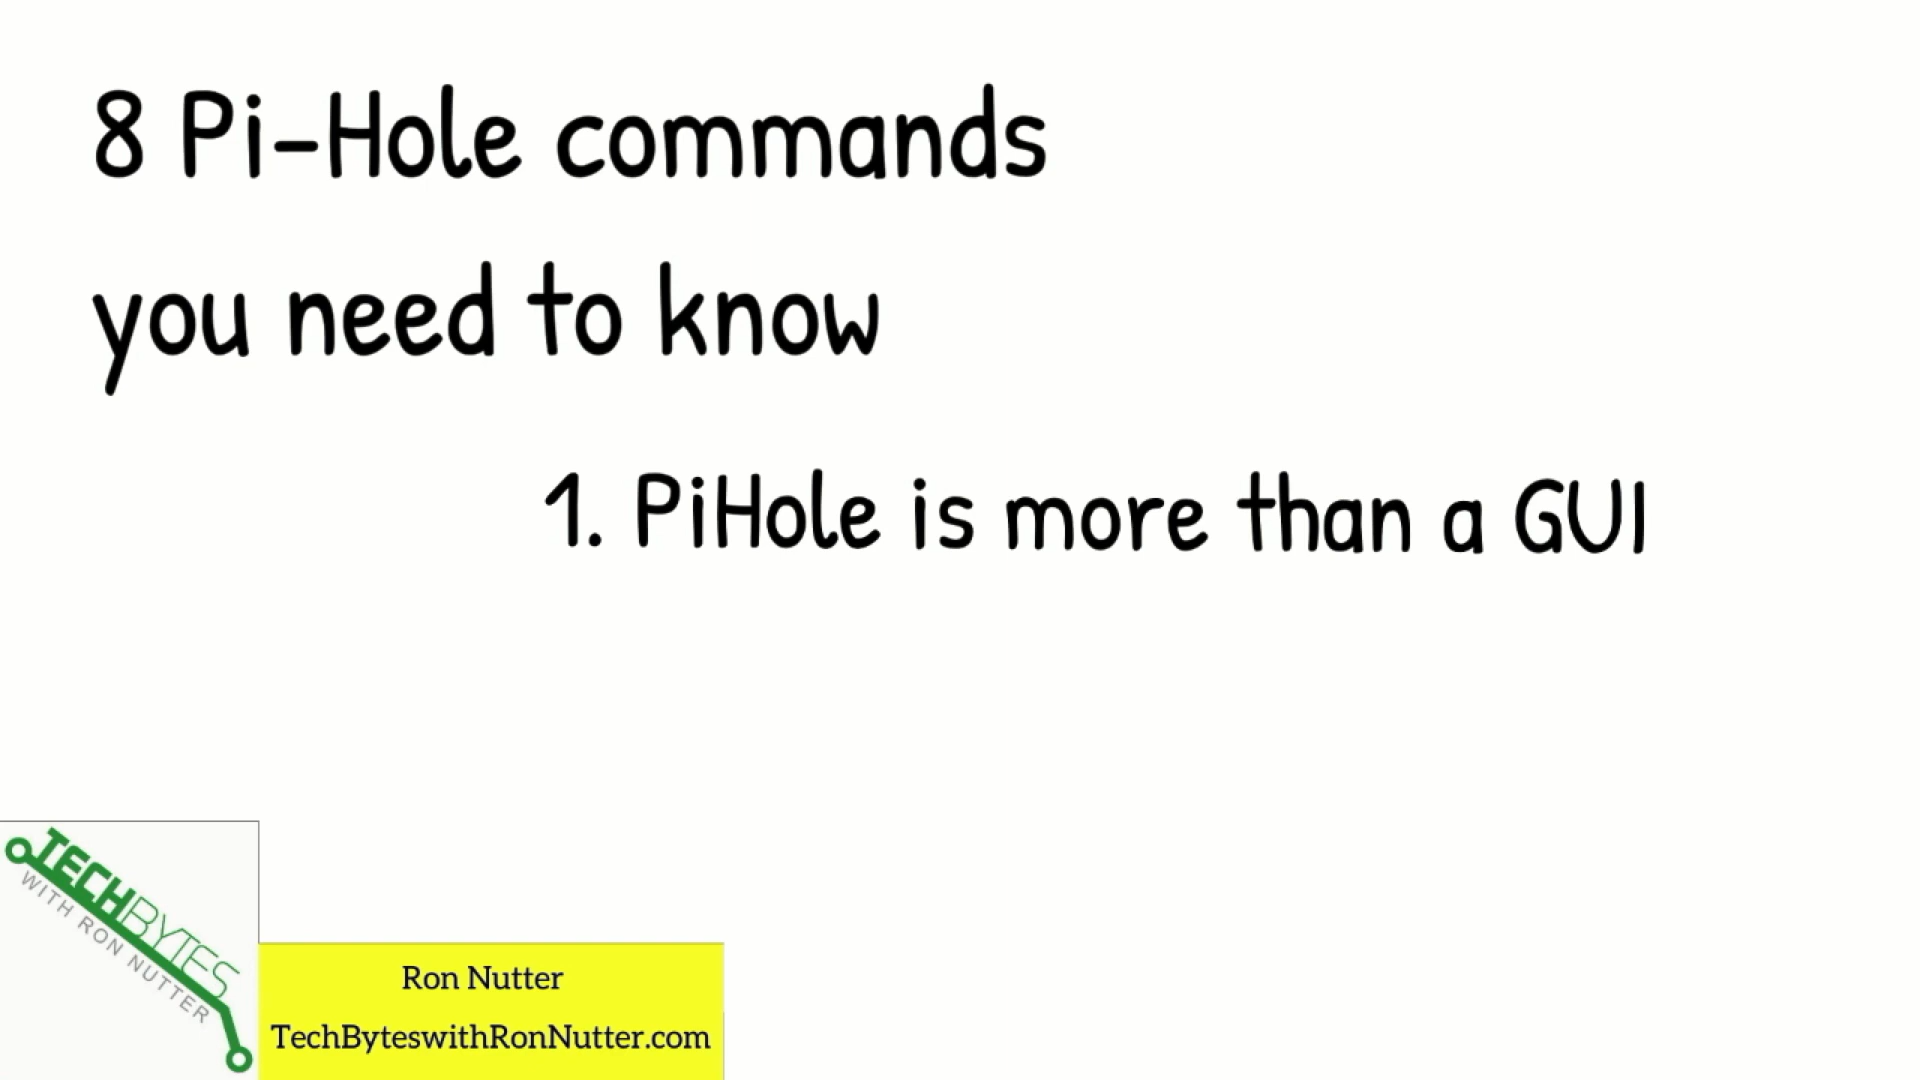 8 Pi-Hole commands
you need to know
1. PiHole is more than a GUI
TECHBYTES
WITH RON NUTTER
Ron Nutter
TechByteswithRonNutter.com